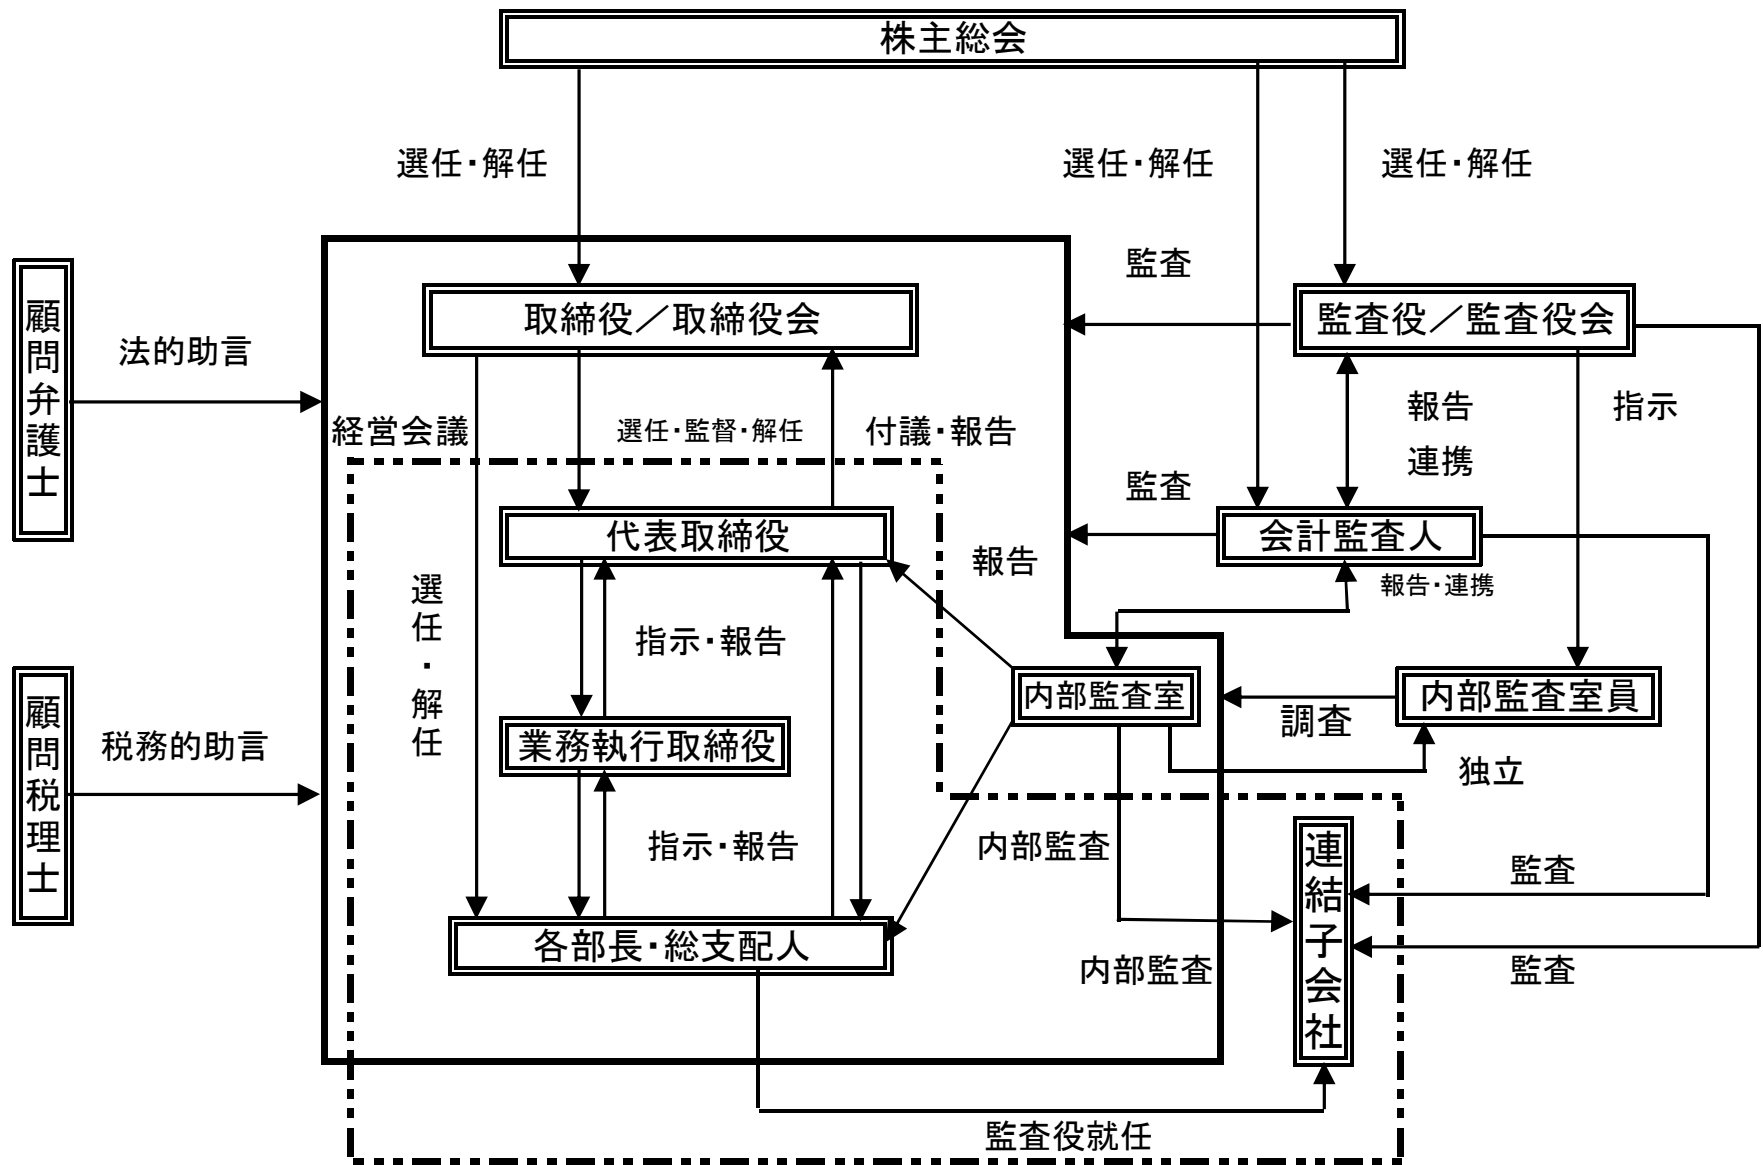 株主総会
選任・解任
選任・解任
選任・解任
監査
取締役／取締役会
監査役／監査役会
顧問弁護士
法的助言
経営会議
選任・監督・解任
付議・報告
報告
連携
指示
監査
代表取締役
会計監査人
報告
報告・連携
選任・解任
指示・報告
内部監査室
内部監査室員
調査
顧問税理士
税務的助言
業務執行取締役
独立
指示・報告
内部監査
連結子会社
監査
各部長・総支配人
内部監査
監査
監査役就任